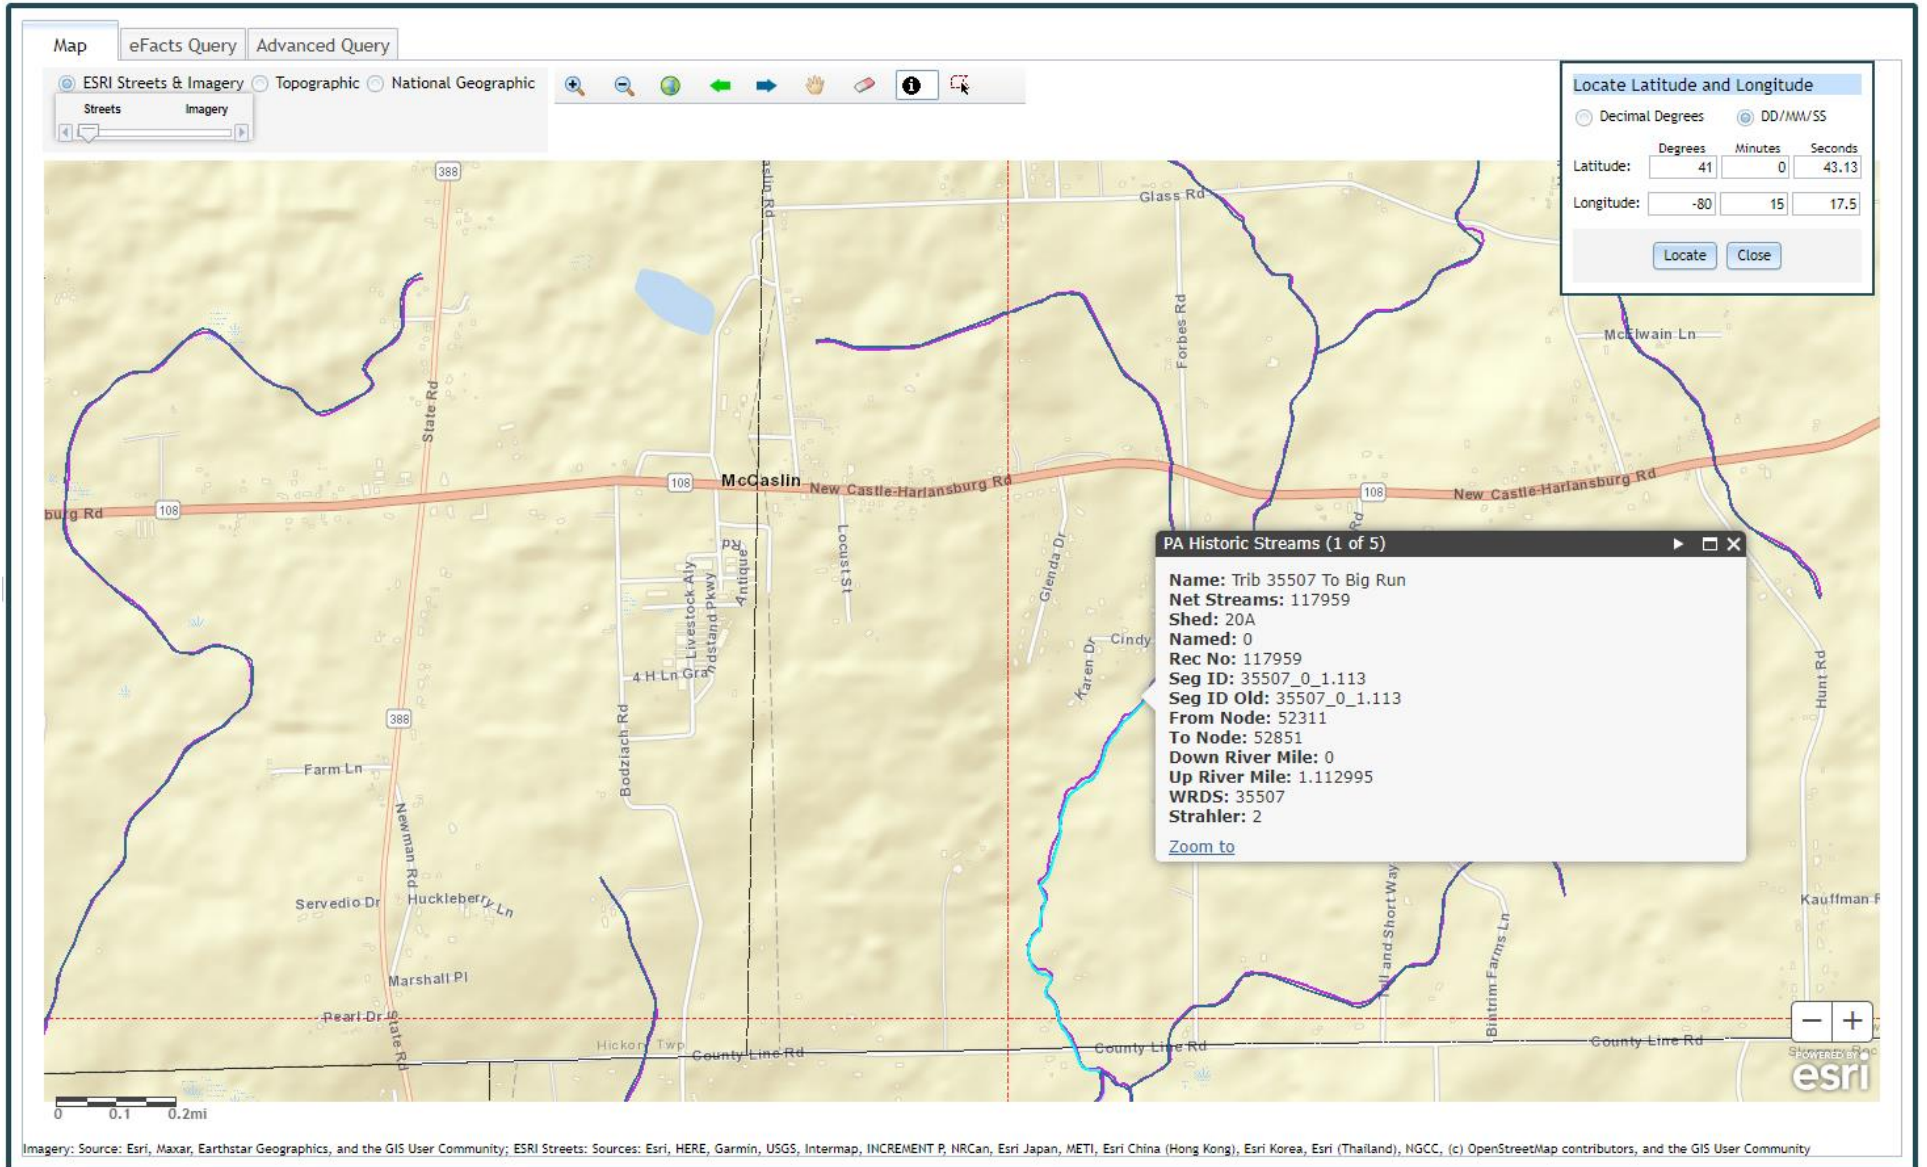 Map
eFacts Query
Advanced Query
ESRI Streets & Imagery
Topographic
National Geographic
Streets
Imagery
Locate Latitude and Longitude
Decimal Degrees
DD/MM/SS
Degrees Minutes Seconds
Latitude: 41 0 43.13
Longitude: -80 15 17.5
Locate
Close
388
aslin Rd
Glass Rd
Forbes Rd
McElwain Ln
State Rd
McCaslin
108
New Castle-Harlansburg Rd
108
New Castle-Harlansburg Rd
burg Rd
108
Rd
Locust St
Glenda Dr
Rd
Antique
Livestock Aly
ndstand Pkwy
Cindy
Karen Dr
4 H Ln Gra
Hunt Rd
388
Bodziach Rd
PA Historic Streams (1 of 5)
Name: Trib 35507 To Big Run
Net Streams: 117959
Shed: 20A
Named: 0
Rec No: 117959
Seg ID: 35507_0_1.113
Seg ID Old: 35507_0_1.113
From Node: 52311
To Node: 52851
Down River Mile: 0
Up River Mile: 1.112995
WRDS: 35507
Strahler: 2
Zoom to
Farm Ln
Newman Rd
Servedio Dr
Huckleberry Ln
Kauffman R
and Short Way
Bintrim Farms Ln
Marshall Pl
Pearl Dr
State Rd
Hickory Twp
County Line Rd
County Line Rd
County Line Rd
− +
POWERED BY
esri
0 0.1 0.2mi
Imagery: Source: Esri, Maxar, Earthstar Geographics, and the GIS User Community; ESRI Streets: Sources: Esri, HERE, Garmin, USGS, Intermap, INCREMENT P, NRCan, Esri Japan, METI, Esri China (Hong Kong), Esri Korea, Esri (Thailand), NGCC, (c) OpenStreetMap contributors, and the GIS User Community